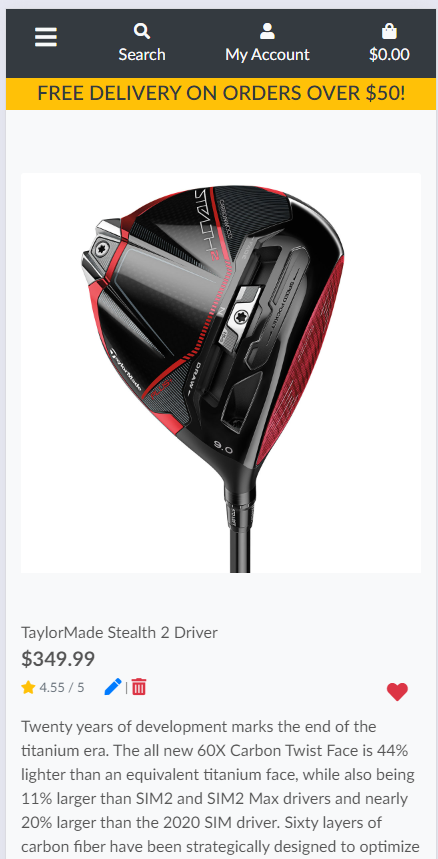 Search
My Account
$0.00
FREE DELIVERY ON ORDERS OVER $50!
STEALTH 2
TaylorMade
DRAW
9.0
TaylorMade Stealth 2 Driver
$349.99
4.55 / 5
|
Twenty years of development marks the end of the
titanium era. The all new 60X Carbon Twist Face is 44%
lighter than an equivalent titanium face, while also being
11% larger than SIM2 and SIM2 Max drivers and nearly
20% larger than the 2020 SIM driver. Sixty layers of
carbon fiber have been strategically designed to optimize